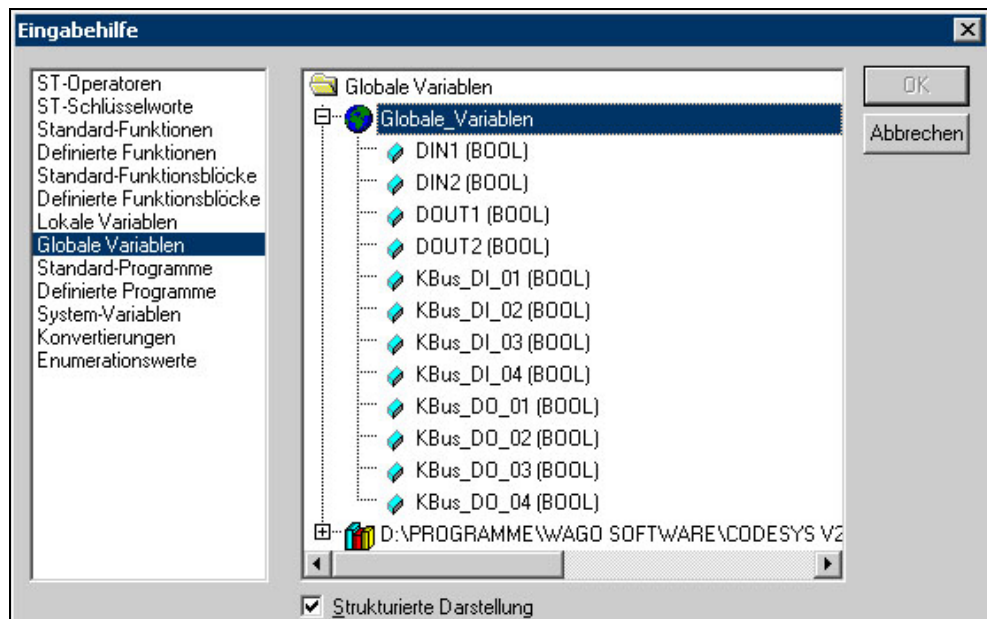 Eingabehilfe
ST-Operatoren
ST-Schlüsselworte
Standard-Funktionen
Definierte Funktionen
Standard-Funktionsblöcke
Definierte Funktionsblöcke
Lokale Variablen
Globale Variablen
Standard-Programme
Definierte Programme
System-Variablen
Konvertierungen
Enumerationswerte
Globale Variablen
Globale_Variablen
DIN1 (BOOL)
DIN2 (BOOL)
DOUT1 (BOOL)
DOUT2 (BOOL)
KBus_DI_01 (BOOL)
KBus_DI_02 (BOOL)
KBus_DI_03 (BOOL)
KBus_DI_04 (BOOL)
KBus_DO_01 (BOOL)
KBus_DO_02 (BOOL)
KBus_DO_03 (BOOL)
KBus_DO_04 (BOOL)
D:\PROGRAMME\WAGO SOFTWARE\CODESYS V2
Strukturierte Darstellung
OK
Abbrechen